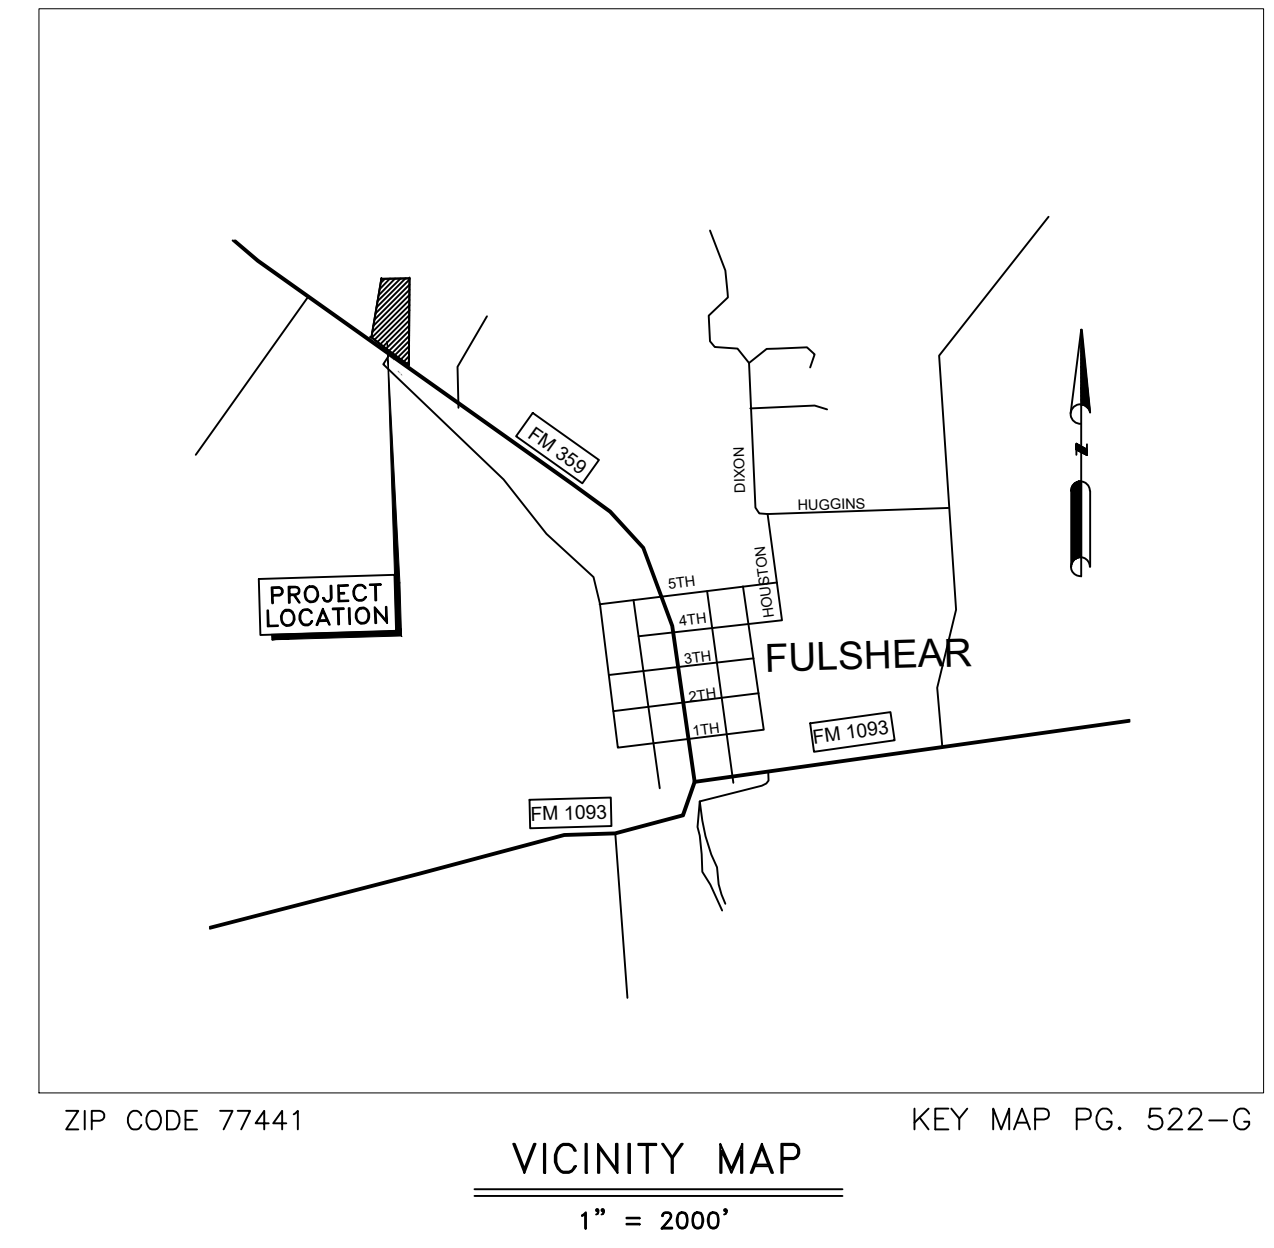 FM 359
DIXON
HUGGINS
HOUSTON
5TH
PROJECT
LOCATION
4TH
3TH
FULSHEAR
2TH
1TH
FM 1093
FM 1093
N
ZIP CODE 77441
KEY MAP PG. 522-G
VICINITY MAP
1" = 2000'